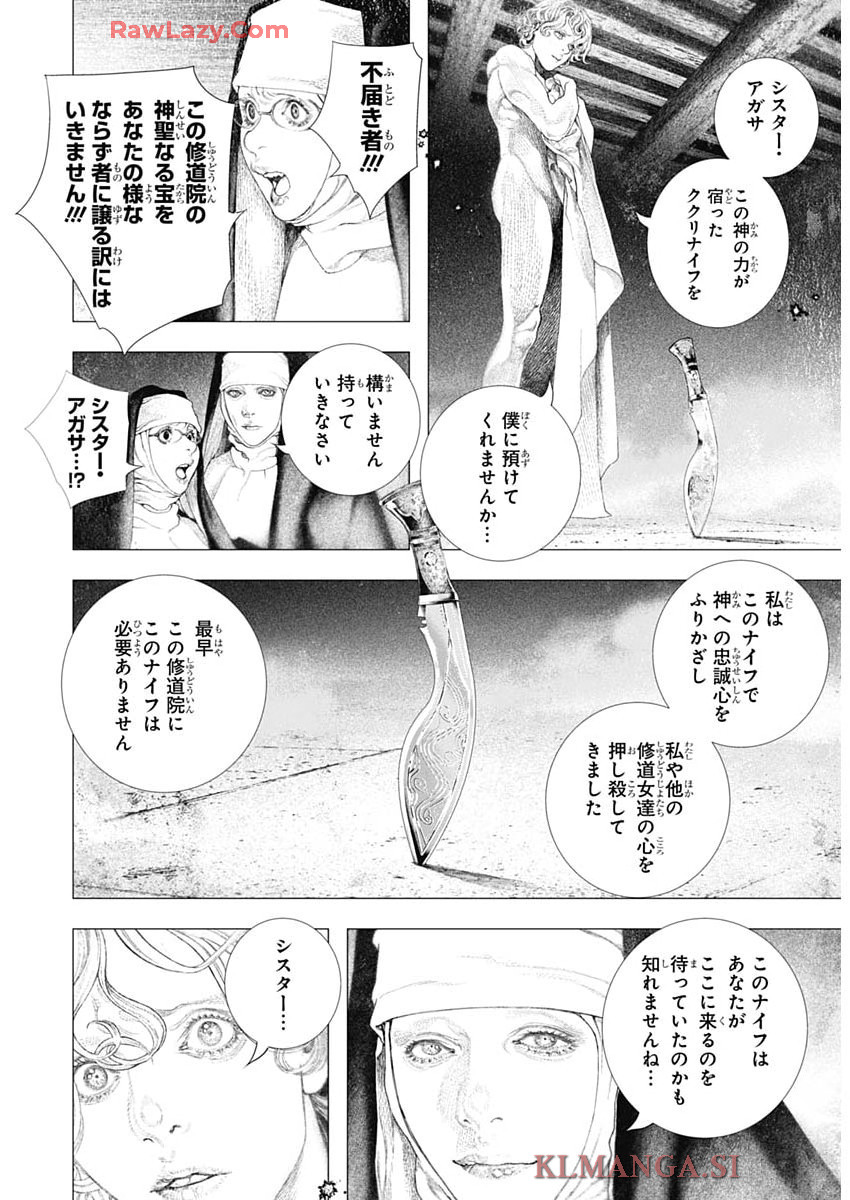 RawLazy.Com
シスター・
アガサ
この神の力が
宿った
ククリナイフを
僕に預けて
くれませんか…
不届き者!!!
この修道院の
神聖なる宝を
あなたの様な
ならず者に譲る訳には
いきません!!!
構いません
持って
いきなさい
シスター・
アガサ…!?
私は
このナイフで
神への忠誠心を
ふりかざし
私や他の
修道女達の心を
押し殺して
きました
最早
この修道院に
このナイフは
必要ありません
このナイフは
あなたが
ここに来るのを
待っていたのかも
知れませんね…
シスター…
KLMANGA.SI